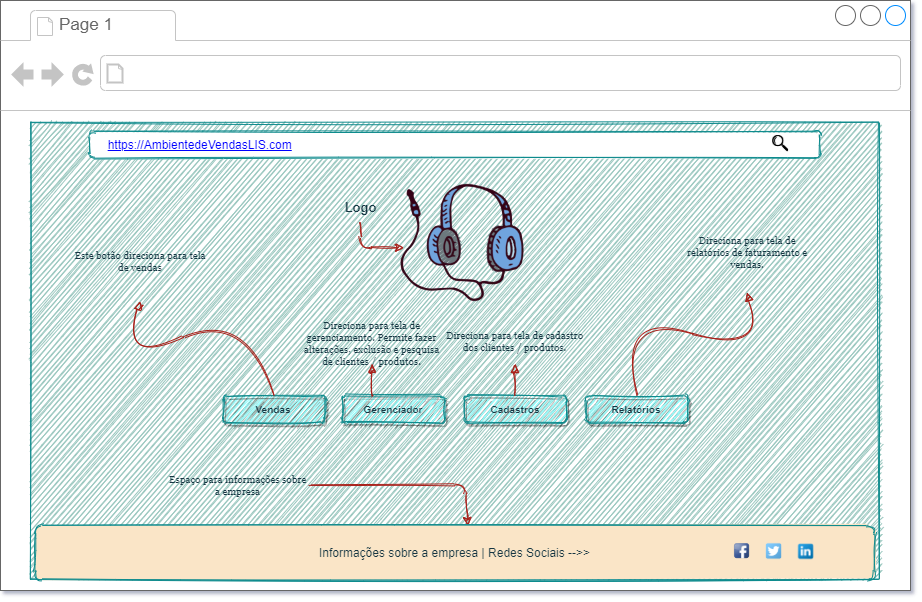 Page 1
https://AmbientedeVendasLIS.com
Logo
Este botão direciona para tela
de vendas
Direciona para tela de
relatórios de faturamento e
vendas.
Direciona para tela de
gerenciamento. Permite fazer
alterações, exclusão e pesquisa
de clientes / produtos.
Direciona para tela de cadastro
dos clientes / produtos.
Vendas
Gerenciador
Cadastros
Relatórios
Espaço para informações sobre
a empresa
Informações sobre a empresa | Redes Sociais -->>